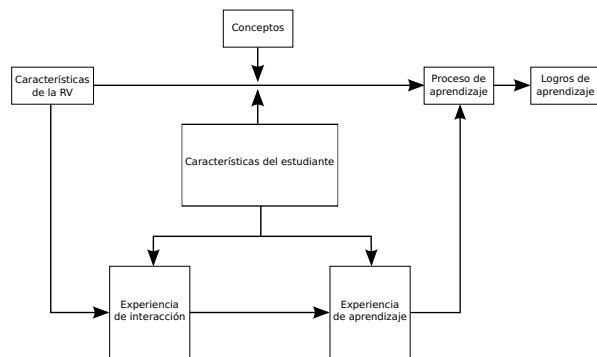 Conceptos
Características
de la RV
Proceso de
aprendizaje
Logros de
aprendizaje
Características del estudiante
Experiencia
de interacción
Experiencia
de aprendizaje